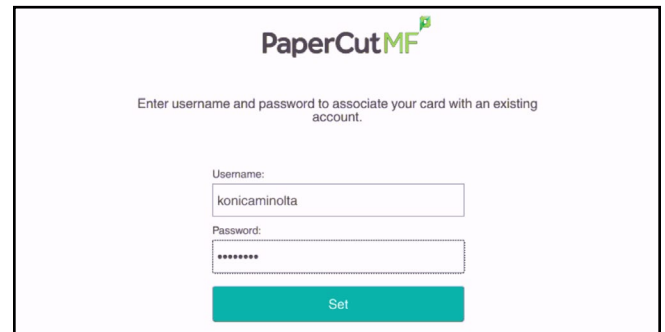 PaperCutMF
Enter username and password to associate your card with an existing
account.
Username:
konicaminolta
Password:
••••••••
Set